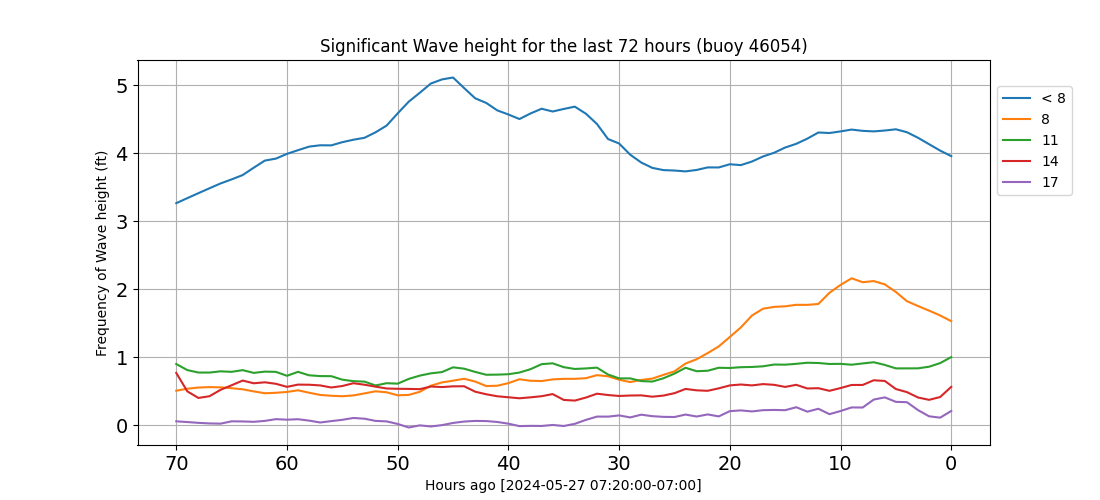 Significant Wave height for the last 72 hours (buoy 46054)
Frequency of Wave height (ft)
5
4
3
2
1
0
70 60 50 40 30 20 10 0
Hours ago [2024-05-27 07:20:00-07:00]
< 8
8
11
14
17